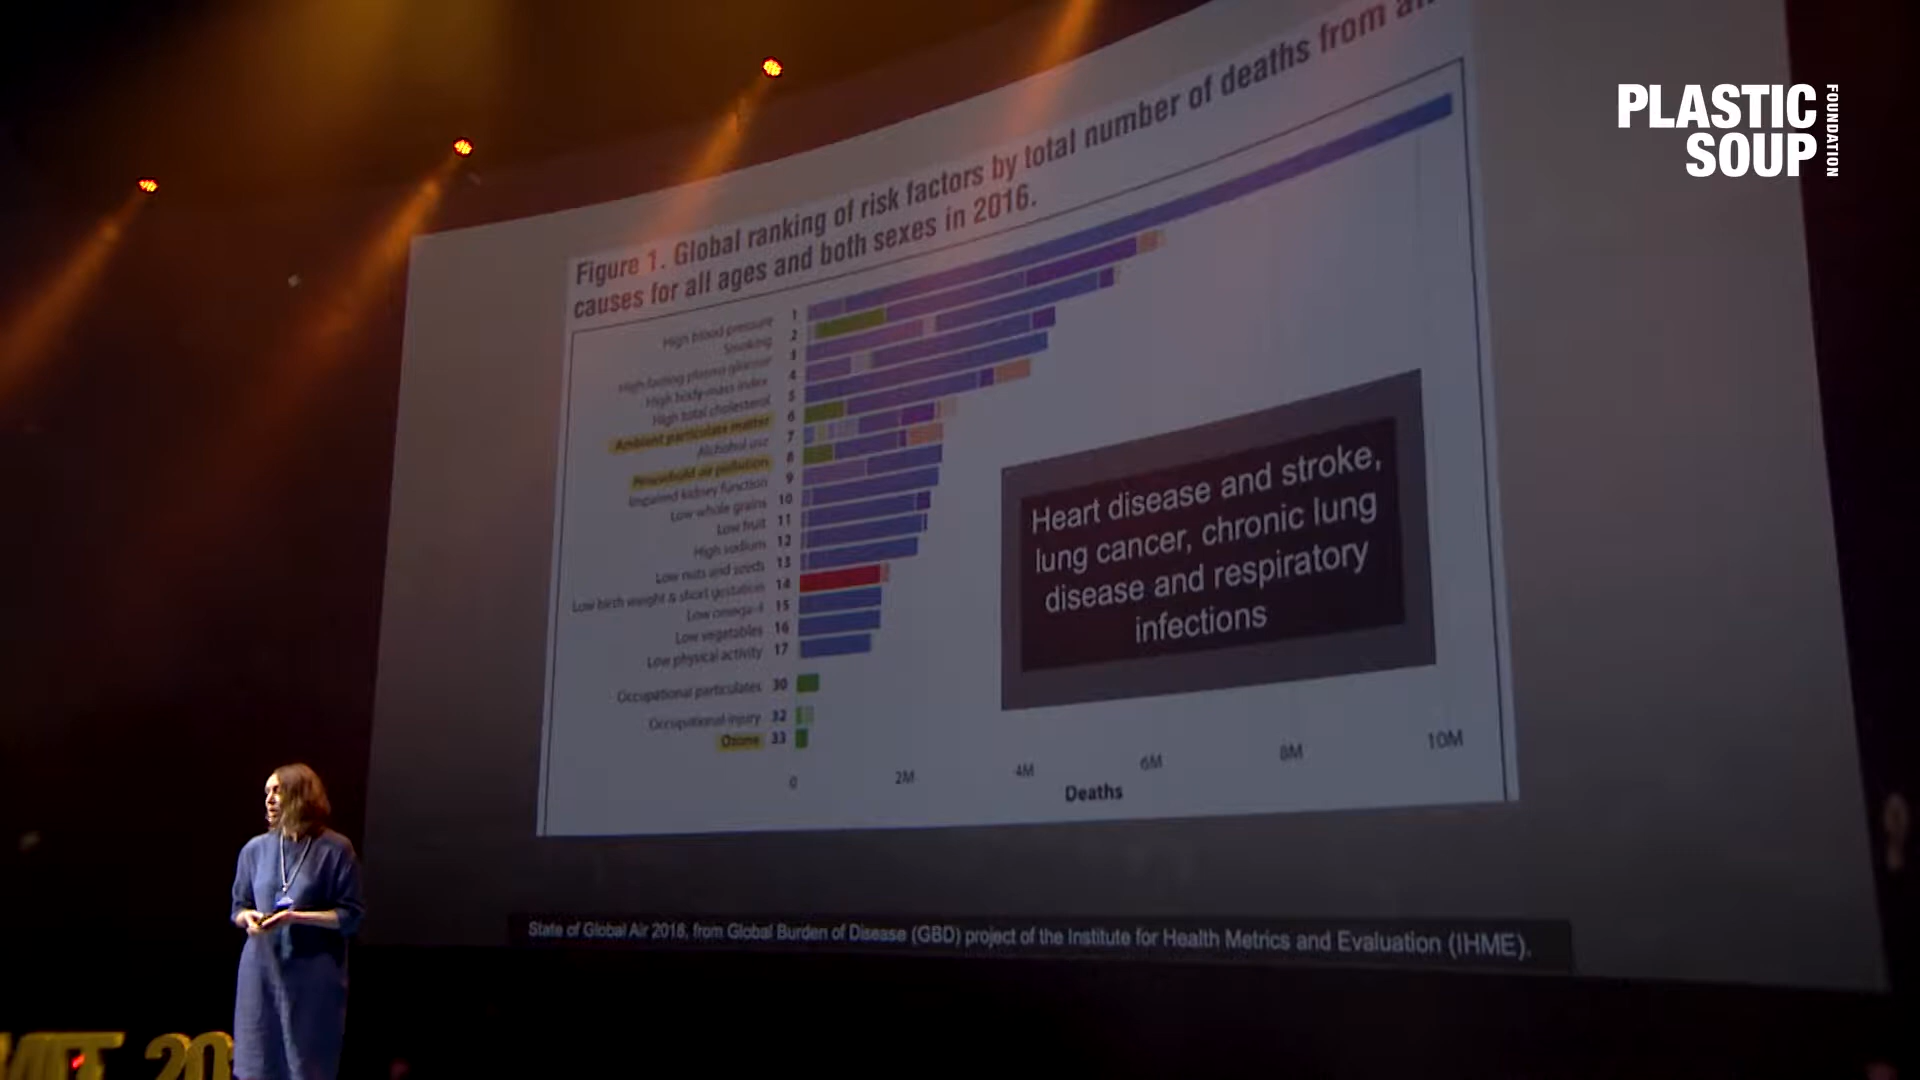 PLASTIC
SOUP
FOUNDATION
Figure 1. Global ranking of risk factors by total number of deaths from
causes for all ages and both sexes in 2016.
High blood pressure 1
Smoking 2
High fasting plasma glucose 3
High body-mass index 4
High total cholesterol 5
Ambient particulate matter 6
Alchohol use 7
Household air pollution 8
Impaired kidney function 9
Low whole grains 10
Low fruit 11
High sodium 12
Low nuts and seeds 13
Low birth weight & short gestation 14
Low omega-3 15
Low vegetables 16
Low physical activity 17
Occupational particulates 30
Occupational injury 32
Ozone 33
0 2M 4M 6M 8M 10M
Deaths
Heart disease and stroke,
lung cancer, chronic lung
disease and respiratory
infections
State of Global Air 2018, from Global Burden of Disease (GBD) project of the Institute for Health Metrics and Evaluation (IHME).
20